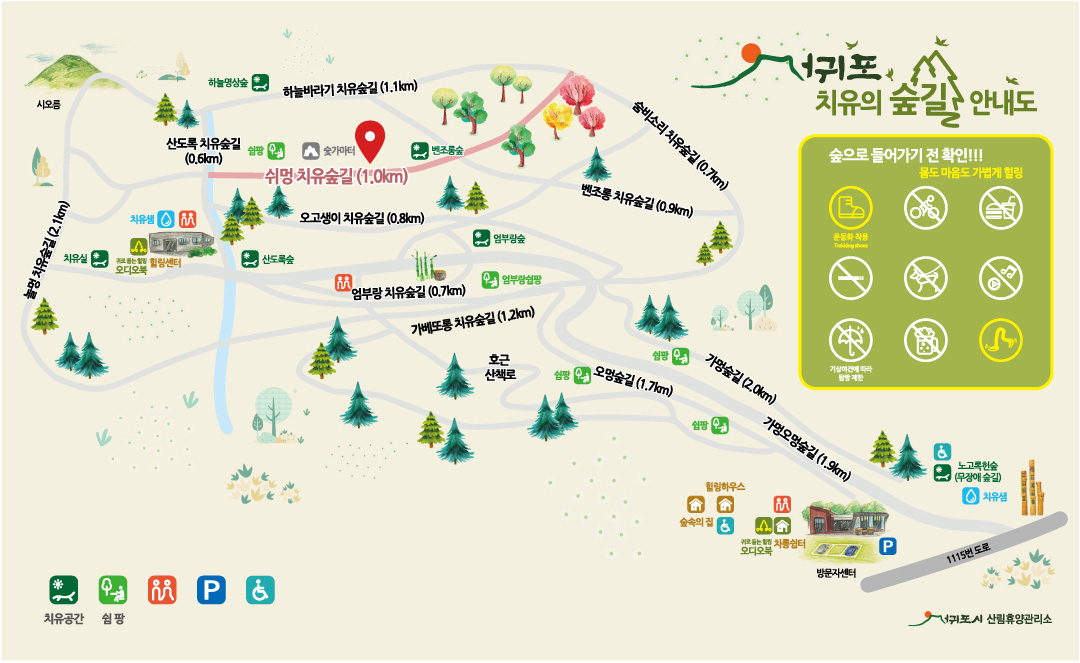 서귀포
치유의 숲길 안내도
숲으로 들어가기 전 확인!!!
몸도 마음도 가볍게 힐링
운동화 착용
Trekking shoes
기상여건에 따라
탐방 제한
시오름
하늘명상숲
하늘바라기 치유숲길 (1.1km)
숨비소리 치유숲길 (0.7km)
산도록 치유숲길
(0.6km)
쉼팡
숯가마터
벤조롱숲
쉬멍 치유숲길 (1.0km)
벤조롱 치유숲길 (0.9km)
놀멍 치유숲길 (2.1km)
치유샘
오고생이 치유숲길 (0.8km)
엄부랑숲
치유실
귀로 듣는 힐링
오디오북
힐링센터
산도록숲
엄부랑 치유숲길 (0.7km)
엄부랑쉼팡
가베또롱 치유숲길 (1.2km)
호근
산책로
쉼팡
오멍숲길 (1.7km)
쉼팡
가멍숲길 (2.0km)
쉼팡
가멍오멍숲길 (1.9km)
노고록헌숲
(무장애 숲길)
치유샘
힐링하우스
숲속의 집
귀로 듣는 힐링
오디오북
차롱쉼터
P
방문자센터
1115번 도로
P
치유공간
쉼 팡
서귀포시 산림휴양관리소